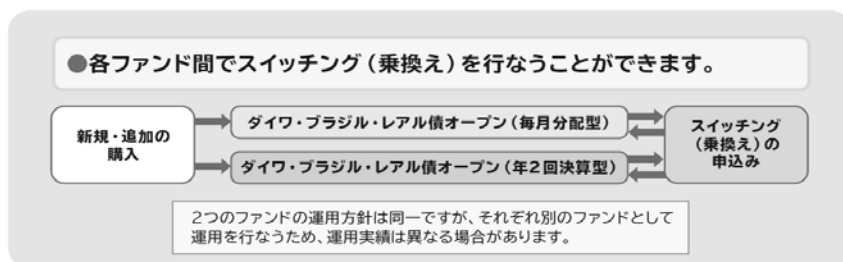 ●各ファンド間でスイッチング（乗換え）を行なうことができます。
新規・追加の
購入
ダイワ・ブラジル・レアル債オープン（毎月分配型）
ダイワ・ブラジル・レアル債オープン（年2回決算型）
スイッチング
（乗換え）の
申込み
2つのファンドの運用方針は同一ですが、それぞれ別のファンドとして
運用を行なうため、運用実績は異なる場合があります。